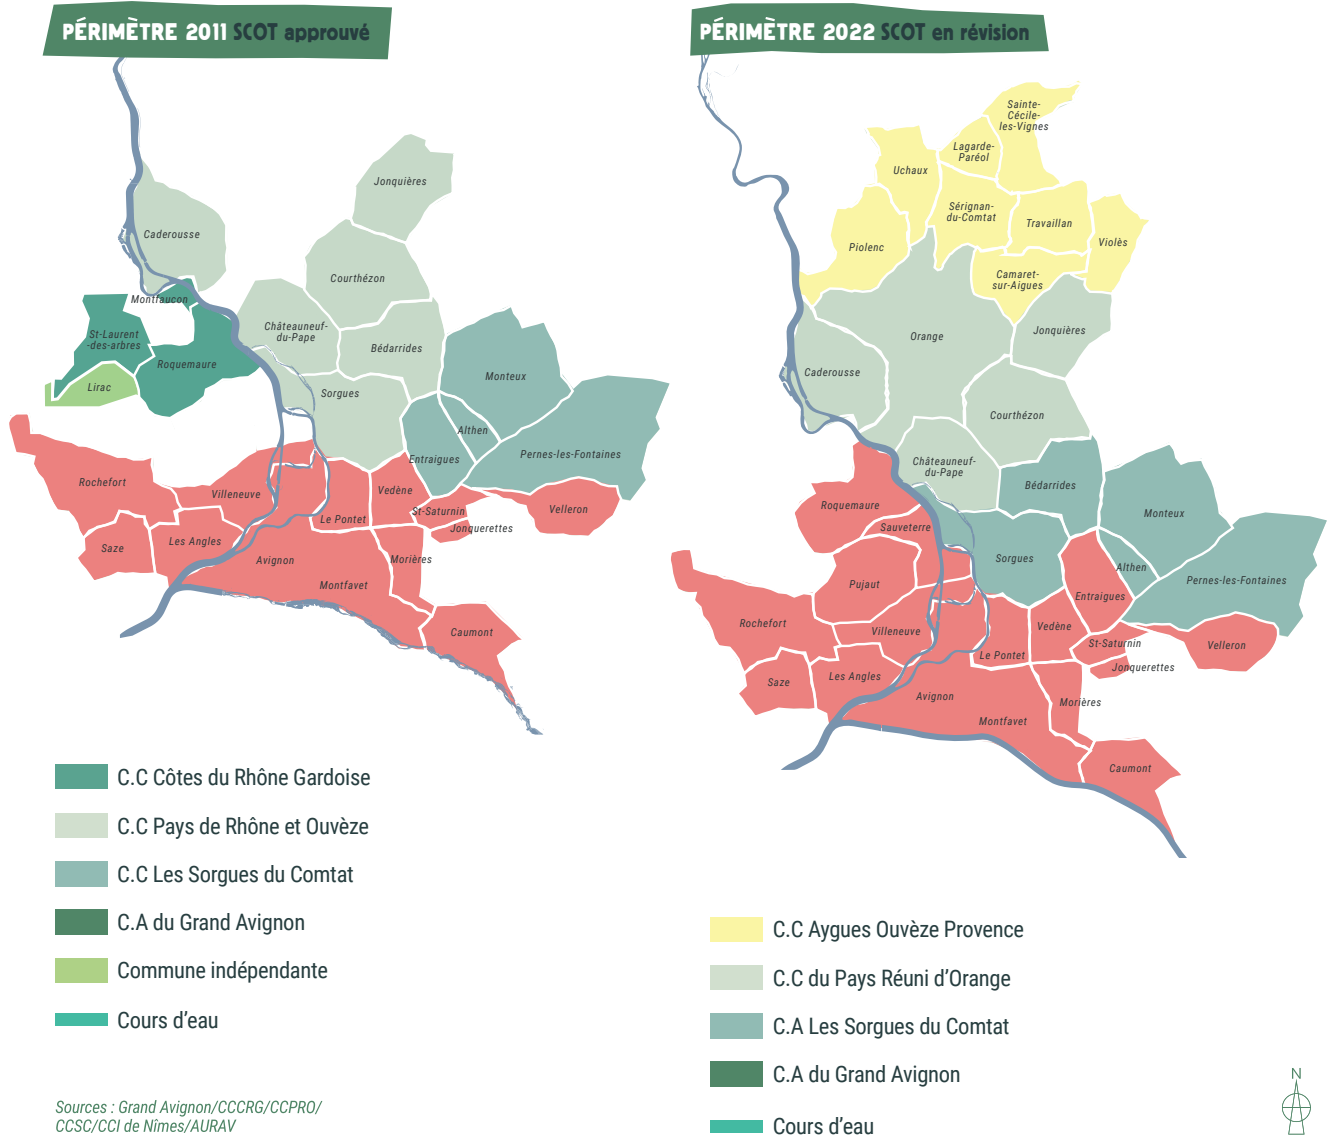 PÉRIMÈTRE 2011 SCOT approuvé
Jonquières
Caderousse
Courthézon
Montfaucon
Châteauneuf-
du-Pape
St-Laurent
-des-arbres
Bédarrides
Roquemaure
Monteux
Lirac
Sorgues
Althen
Entraigues
Pernes-les-Fontaines
Rochefort
Villeneuve
Vedène
St-Saturnin
Velleron
Le Pontet
Jonquerettes
Saze
Les Angles
Avignon
Morières
Montfavet
Caumont
C.C Côtes du Rhône Gardoise
C.C Pays de Rhône et Ouvèze
C.C Les Sorgues du Comtat
C.A du Grand Avignon
Commune indépendante
Cours d'eau
Sources : Grand Avignon/CCCRG/CCPRO/
CCSC/CCI de Nîmes/AURAV
PÉRIMÈTRE 2022 SCOT en révision
Sainte-
Cécile-
les-Vignes
Lagarde-
Paréol
Uchaux
Sérignan-
du-Comtat
Travaillan
Violès
Piolenc
Camaret-
sur-Aigues
Jonquières
Orange
Caderousse
Courthézon
Châteauneuf-
du-Pape
Bédarrides
Roquemaure
Monteux
Sauveterre
Sorgues
Althen
Pujaut
Entraigues
Pernes-les-Fontaines
Rochefort
Villeneuve
Vedène
St-Saturnin
Velleron
Le Pontet
Jonquerettes
Saze
Les Angles
Avignon
Morières
Montfavet
Caumont
C.C Aygues Ouvèze Provence
C.C du Pays Réuni d'Orange
C.A Les Sorgues du Comtat
C.A du Grand Avignon
Cours d'eau
N